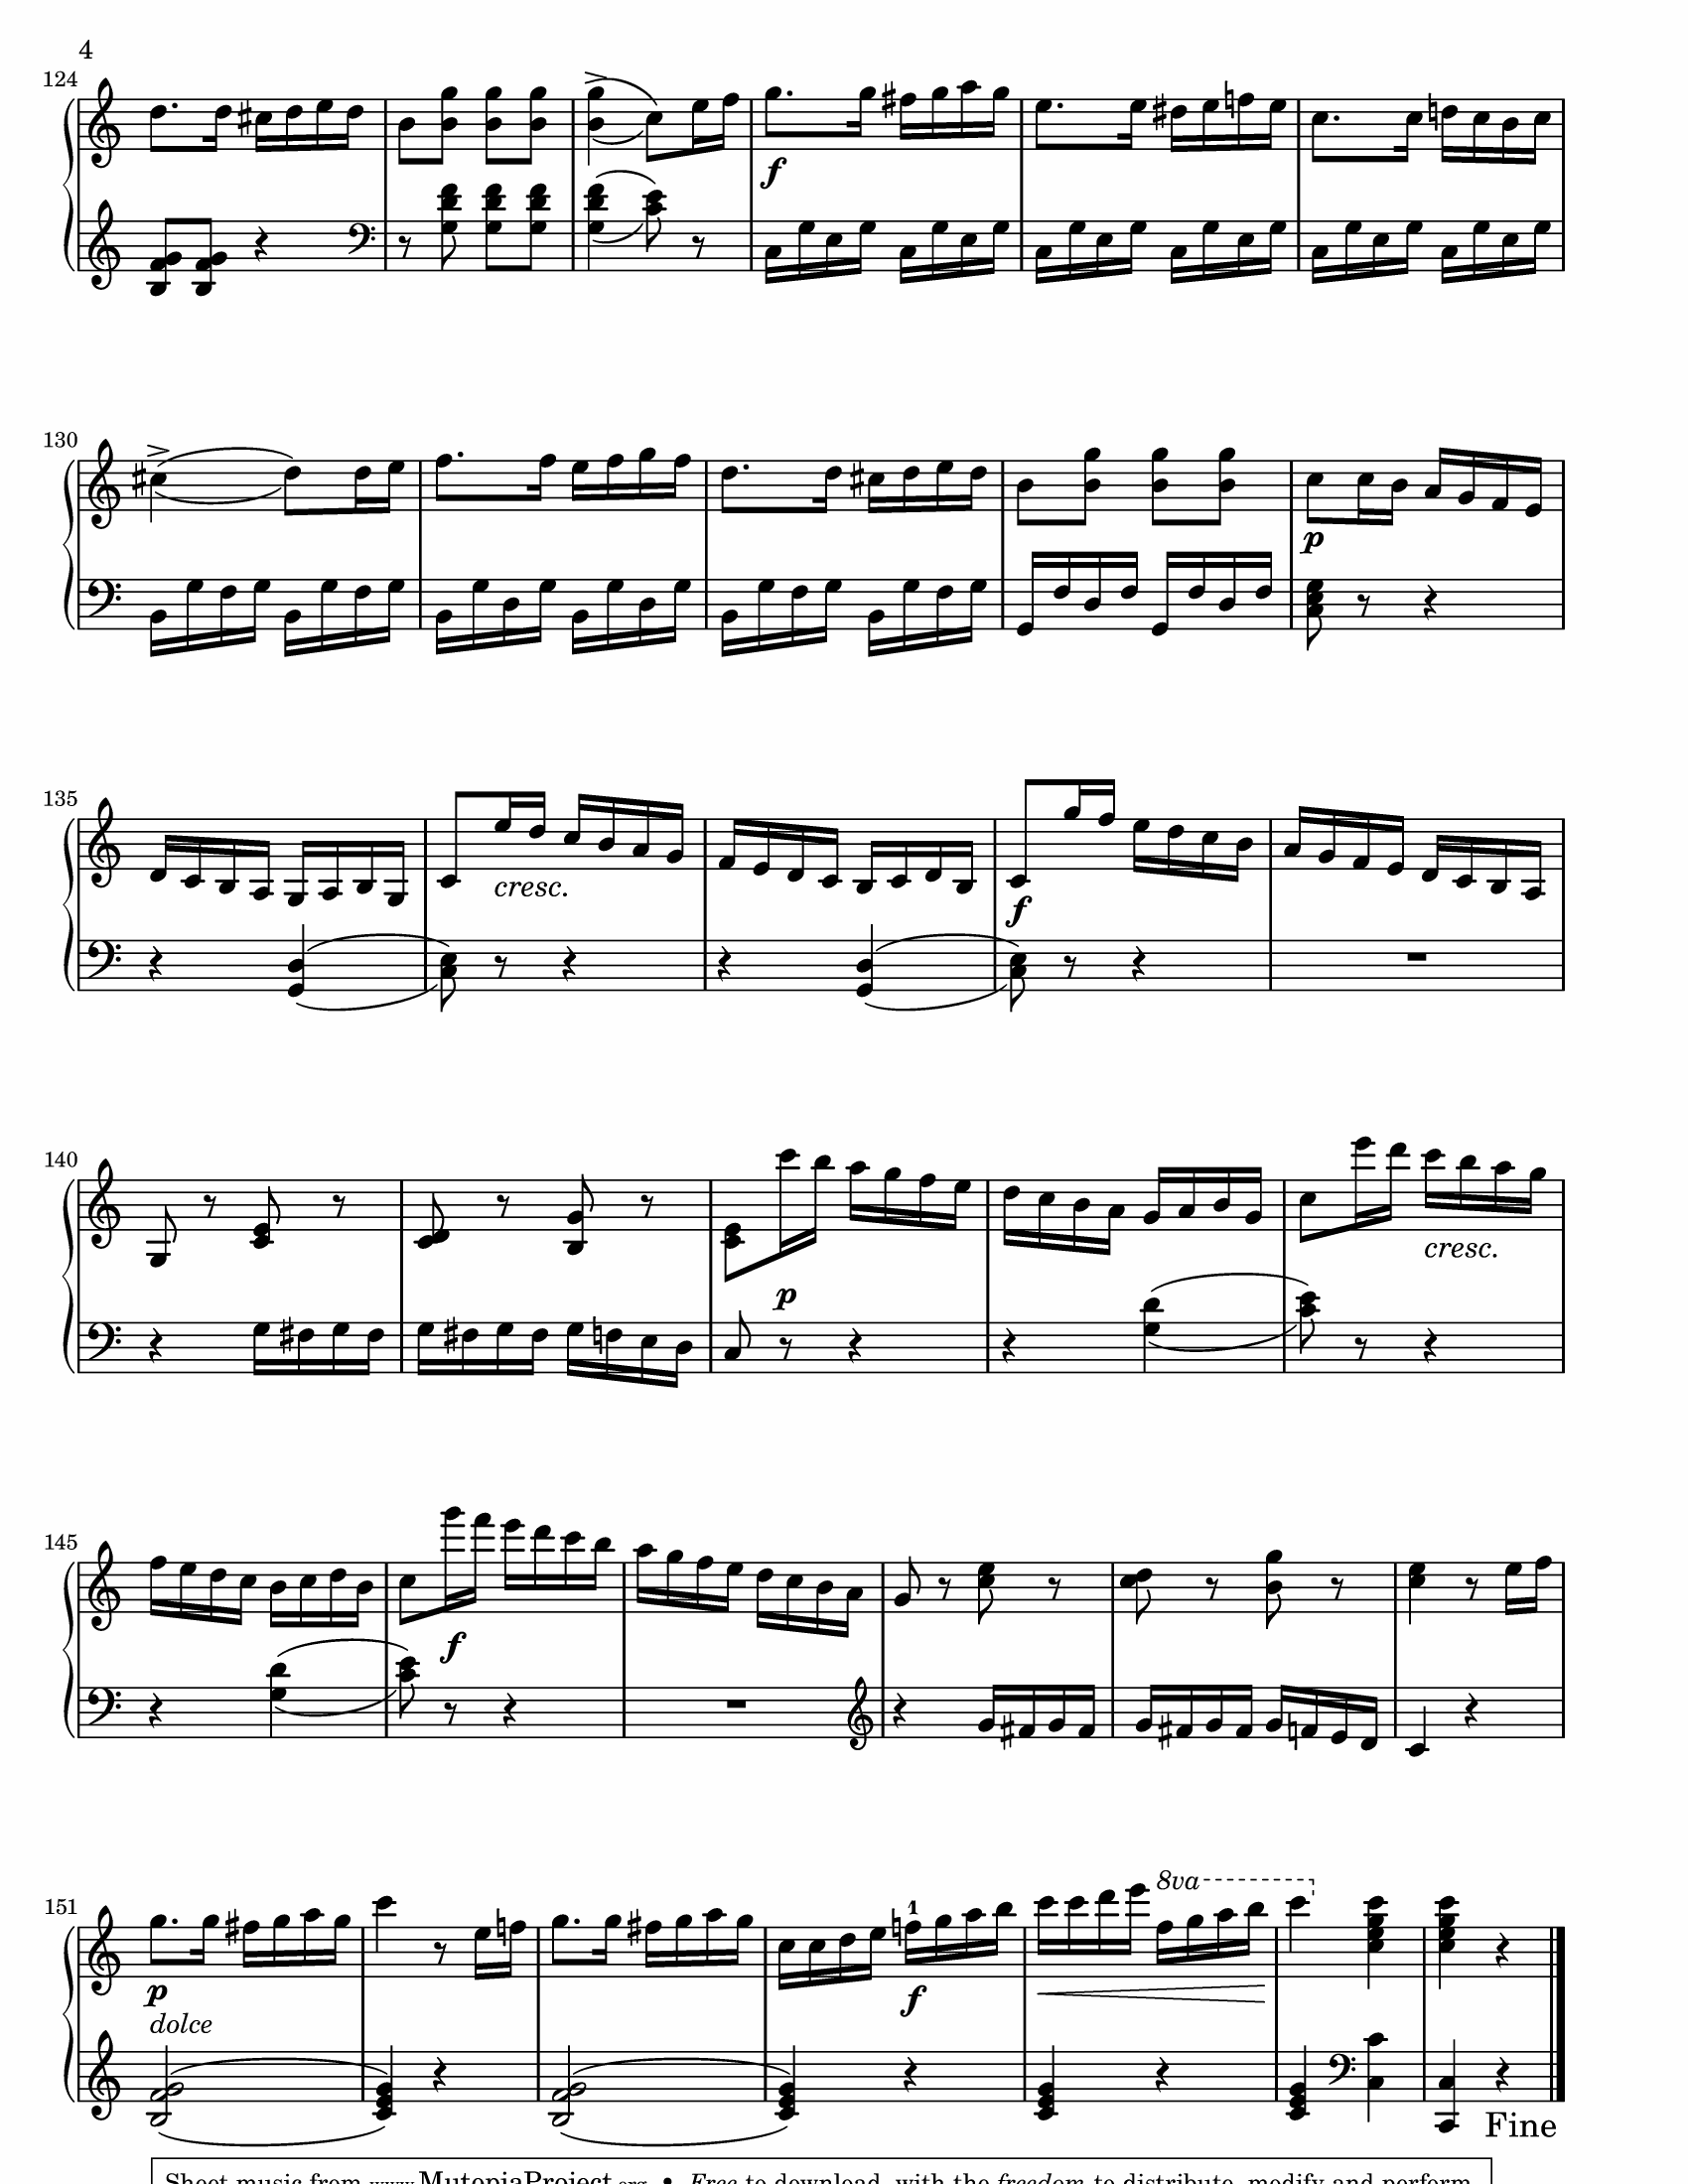 4
124
f
130
p
135
cresc.
f
140
p
cresc.
145
f
151
8va
1
p
f
dolce
Fine
Sheet music from www.MutopiaProject.org • Free to download, with the freedom to distribute, modify and perform